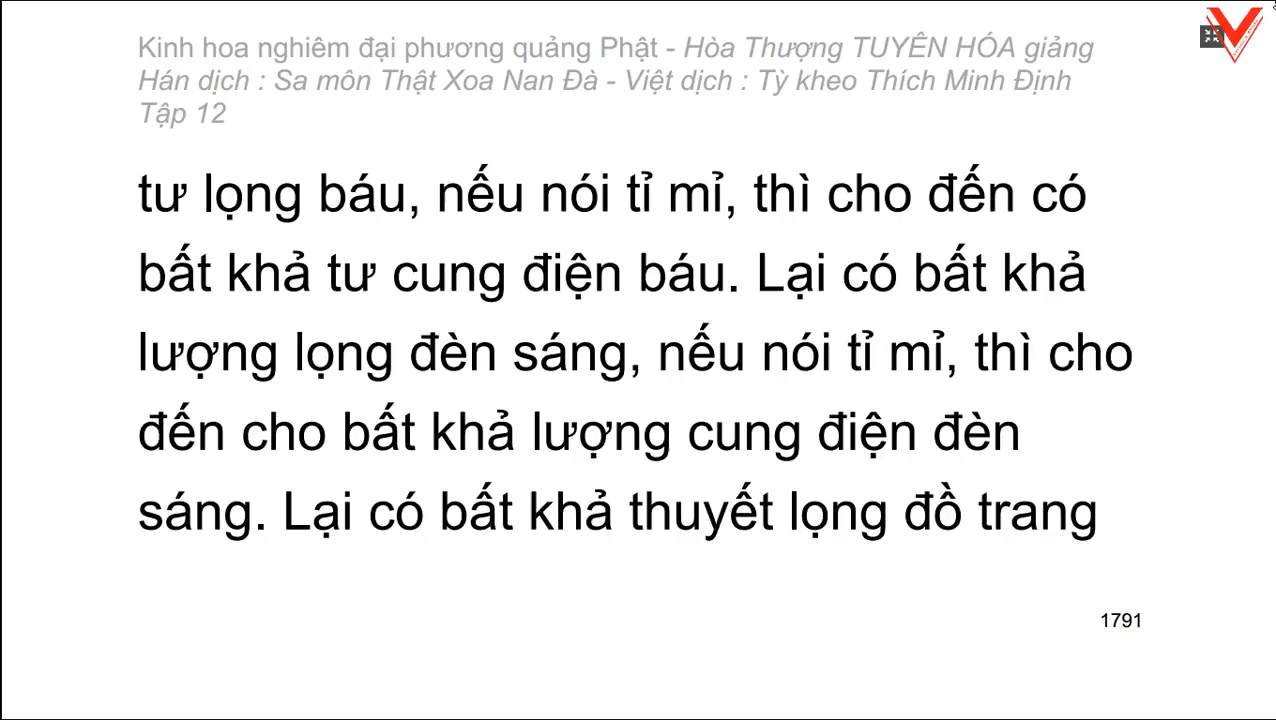 Kinh hoa nghiêm đại phương quảng Phật - Hòa Thượng TUYÊN HÓA giảng
Hán dịch : Sa môn Thật Xoa Nan Đà - Việt dịch : Tỳ kheo Thích Minh Định
Tập 12
tư lọng báu, nếu nói tỉ mỉ, thì cho đến có
bất khả tư cung điện báu. Lại có bất khả
lượng lọng đèn sáng, nếu nói tỉ mỉ, thì cho
đến cho bất khả lượng cung điện đèn
sáng. Lại có bất khả thuyết lọng đồ trang
1791